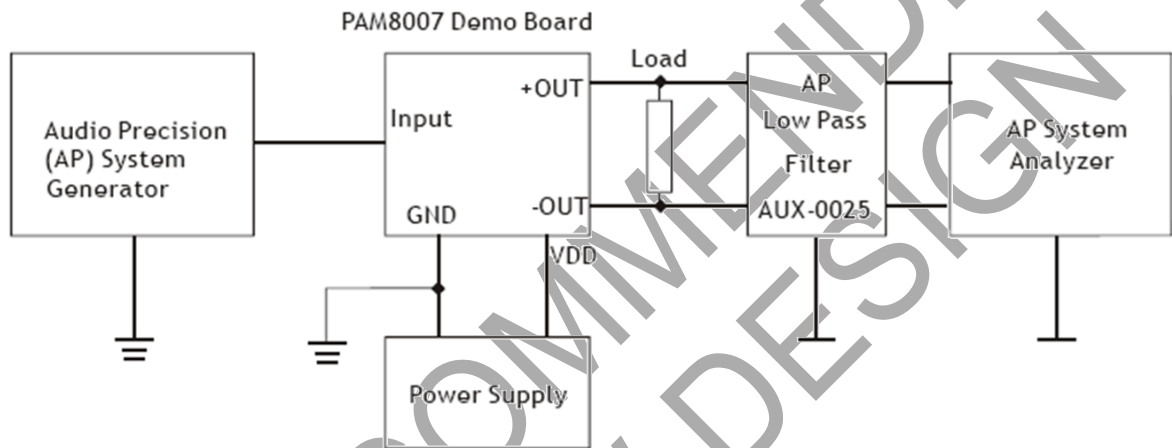 PAM8007 Demo Board
Audio Precision
(AP) System
Generator
Input
+OUT
-OUT
GND
VDD
Load
AP
Low Pass
Filter
AUX-0025
AP System
Analyzer
Power Supply
DESIGN